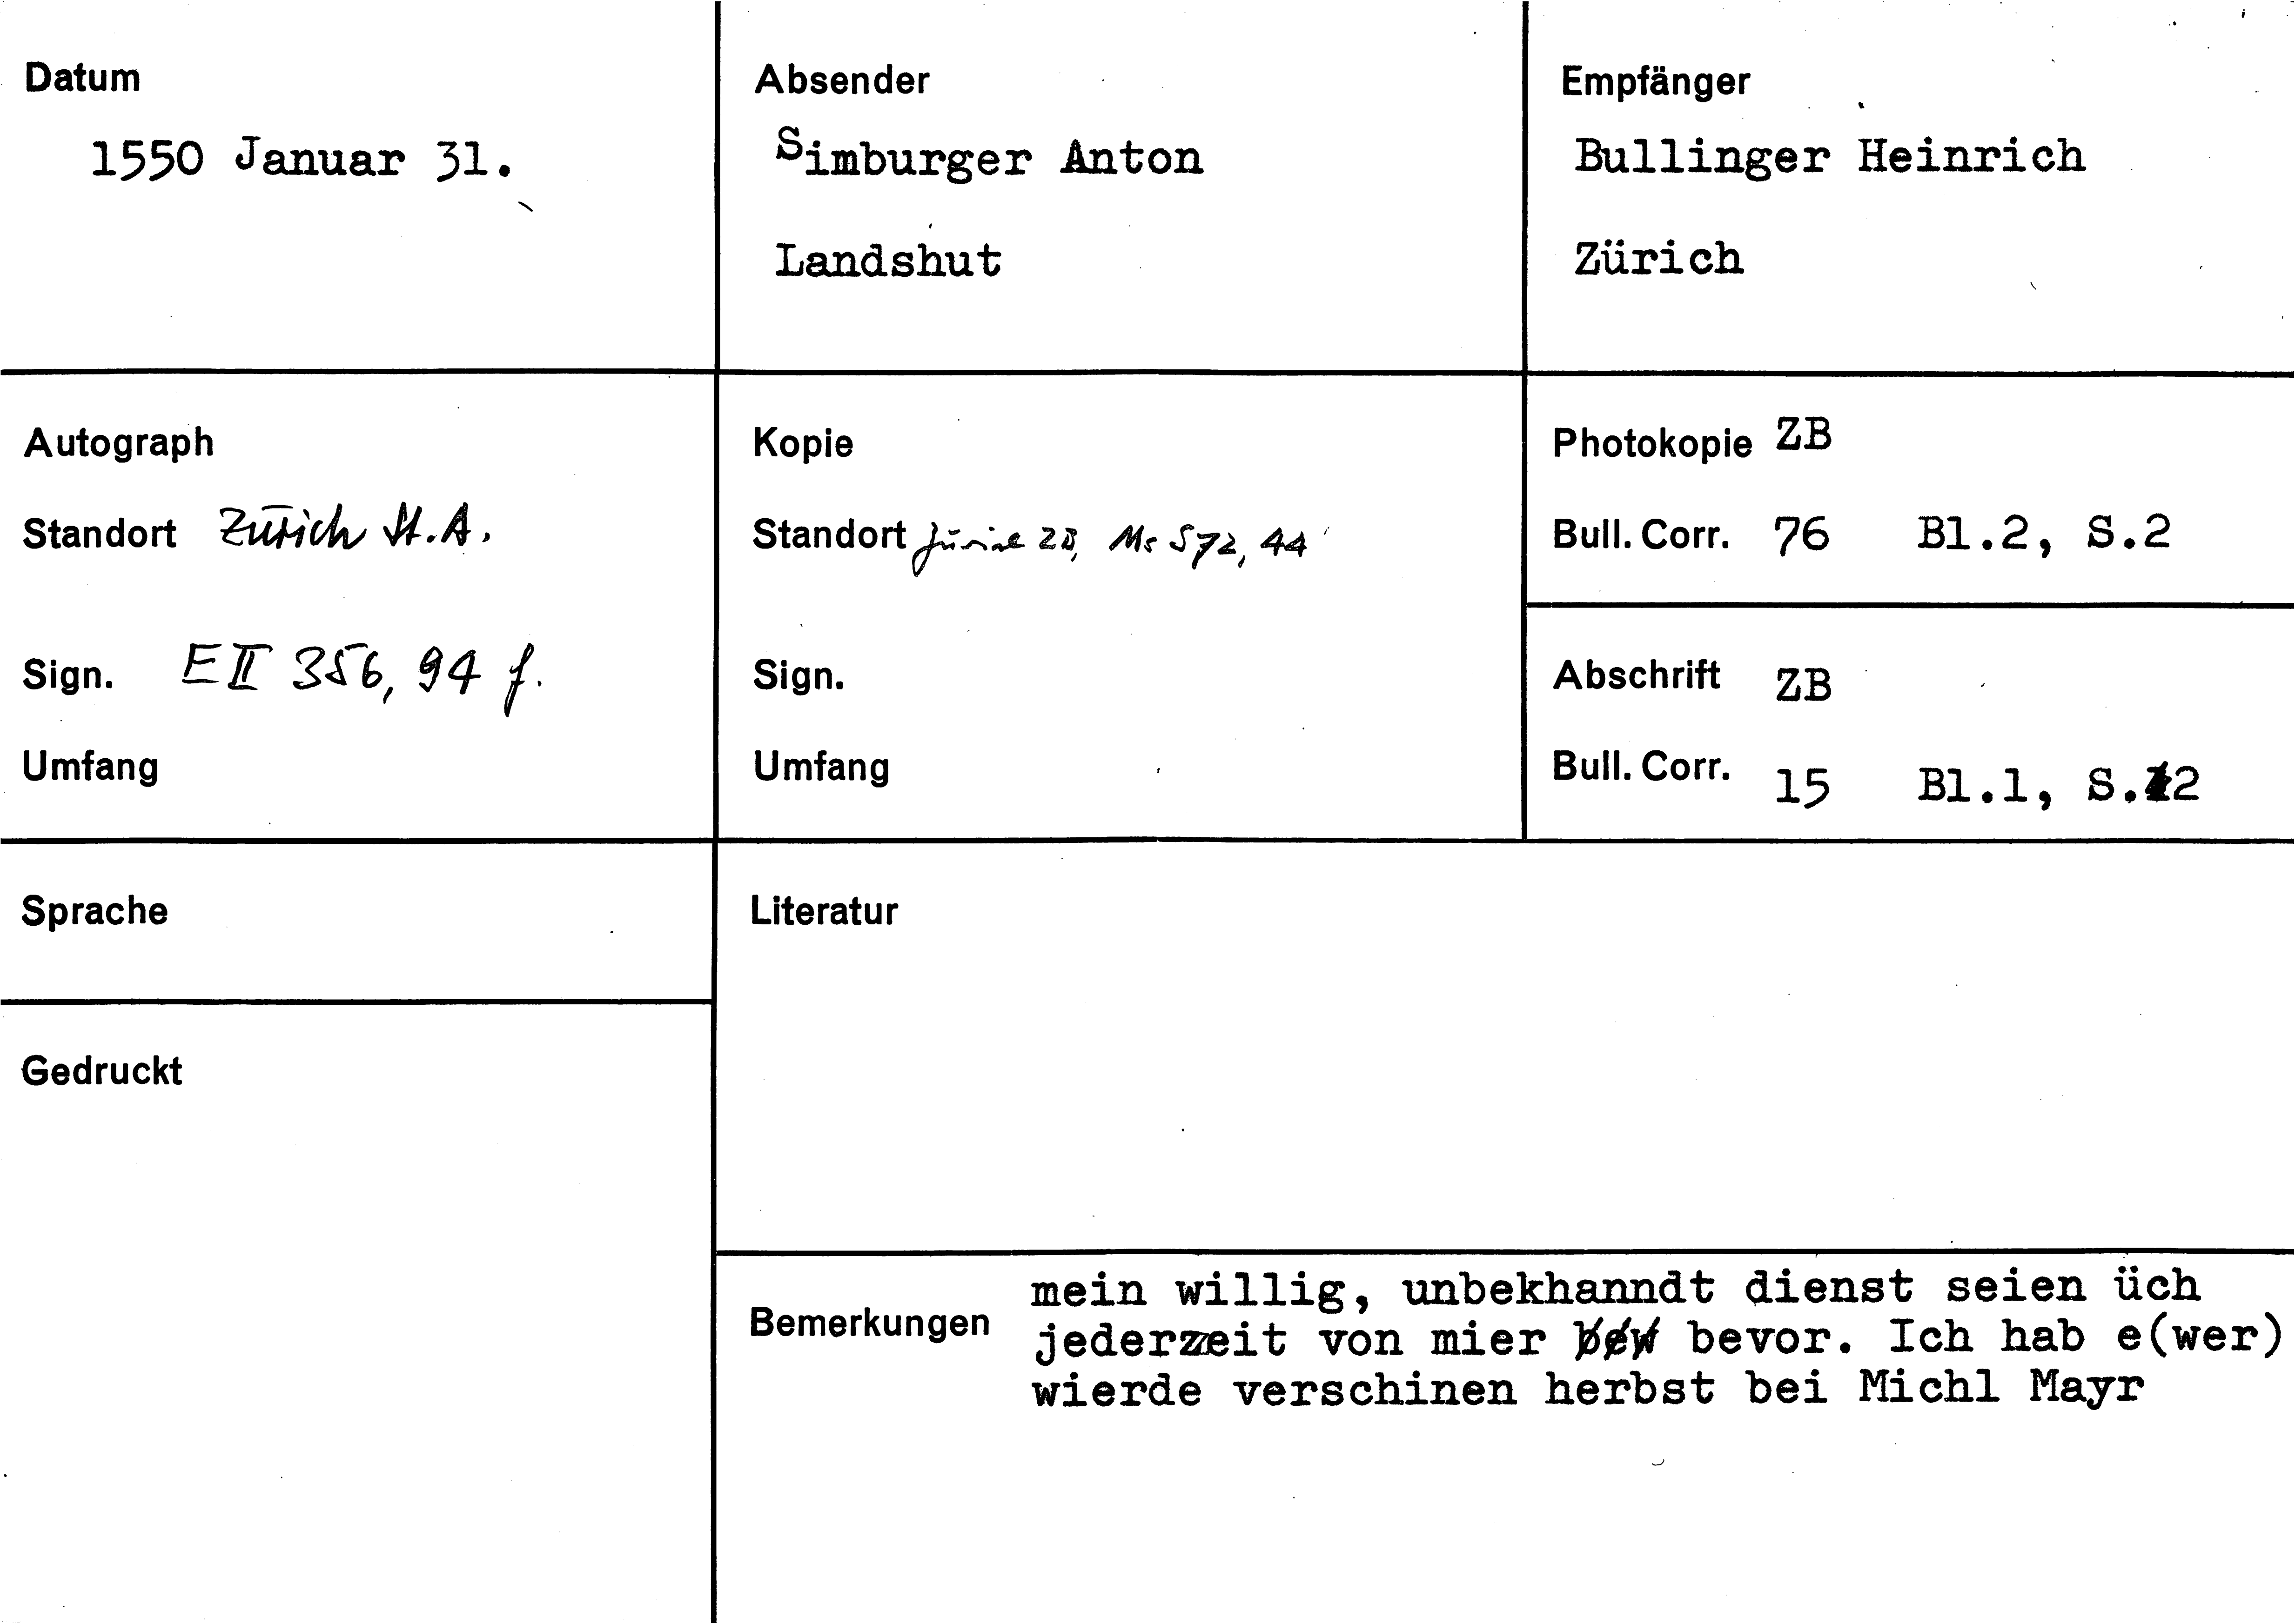 Datum
1550 Januar 31.
Absender
Simburger Anton
Landshut
Empfänger
Bullinger Heinrich
Zürich
Autograph
Standort Zürich St.A.
Sign. E II 356, 94 f.
Umfang
Kopie
Standort Zürich ZB, Ms S 72, 44
Sign.
Umfang
Photokopie ZB
Bull. Corr. 76 Bl.2, S.2
Abschrift ZB
Bull. Corr. 15 Bl.1, S.2
Sprache
Literatur
Gedruckt
Bemerkungen
mein willig, unbekhanndt dienst seien üch
jederzeit von mier bevor. Ich hab e(wer)
wierde verschinen herbst bei Michl Mayr